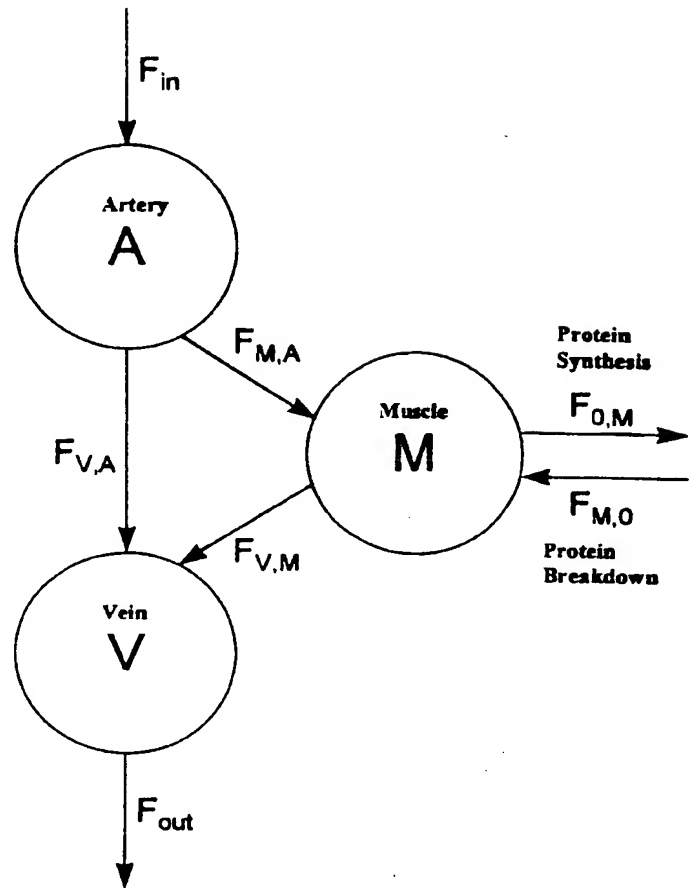 F_in
Artery
A
F_M,A
Protein
Synthesis
F_0,M
Muscle
M
F_V,A
F_M,0
F_V,M
Protein
Breakdown
Vein
V
F_out